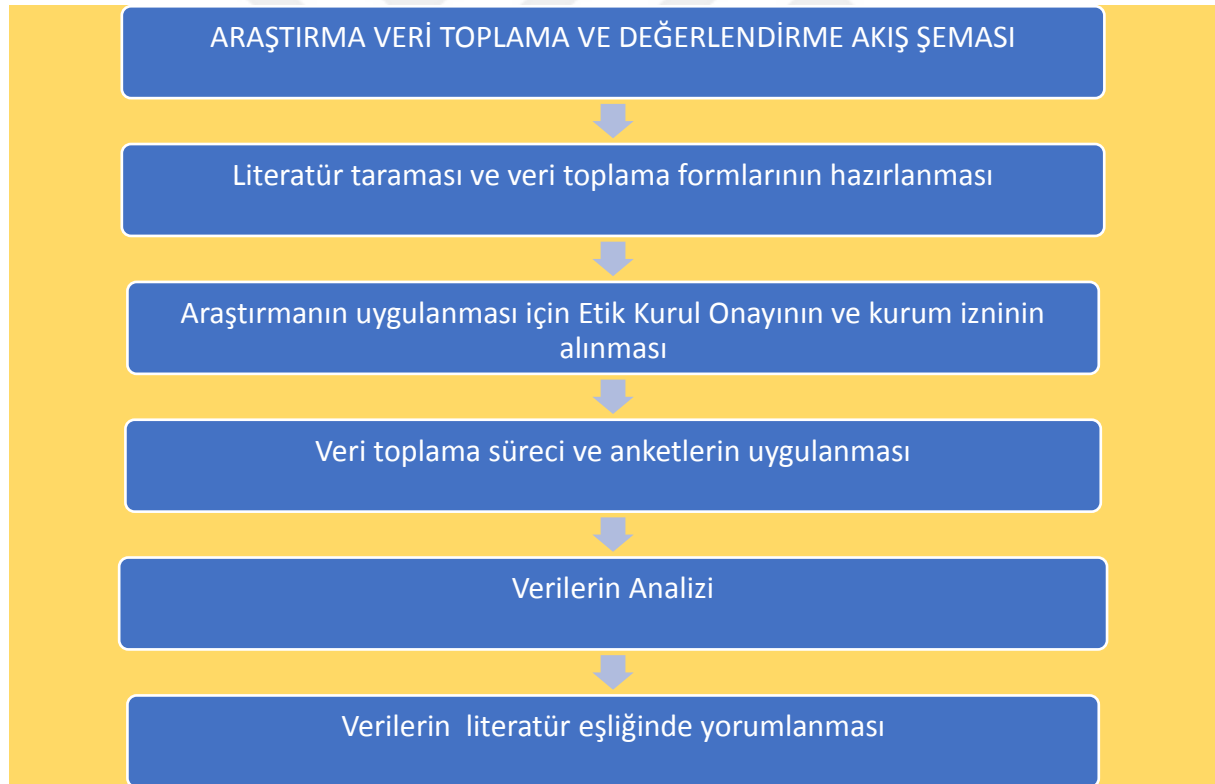 ARAŞTIRMA VERİ TOPLAMA VE DEĞERLENDİRME AKIŞ ŞEMASI
Literatür taraması ve veri toplama formlarının hazırlanması
Araştırmanın uygulanması için Etik Kurul Onayının ve kurum izninin
alınması
Veri toplama süreci ve anketlerin uygulanması
Verilerin Analizi
Verilerin literatür eşliğinde yorumlanması